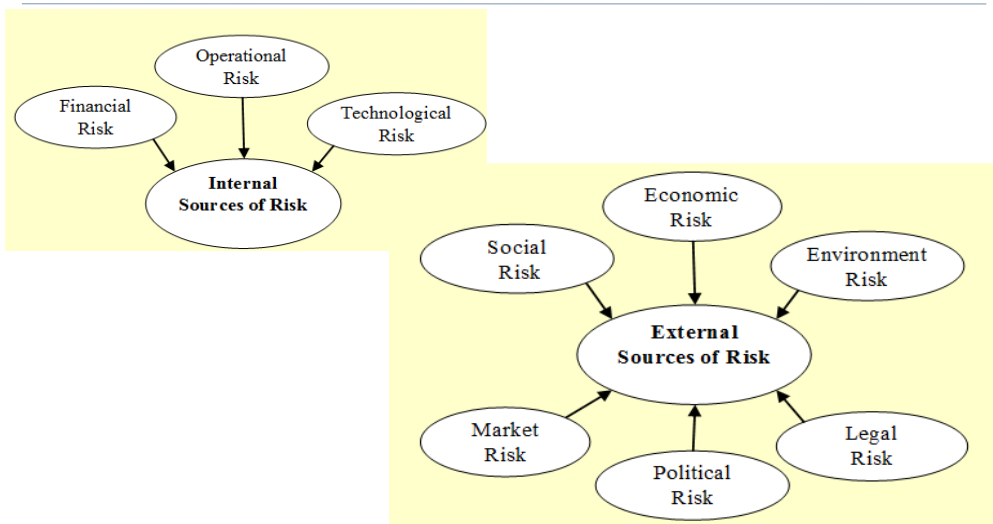 Operational
Risk
Financial
Risk
Technological
Risk
Internal
Sources of Risk
Economic
Risk
Social
Risk
Environment
Risk
External
Sources of Risk
Market
Risk
Political
Risk
Legal
Risk